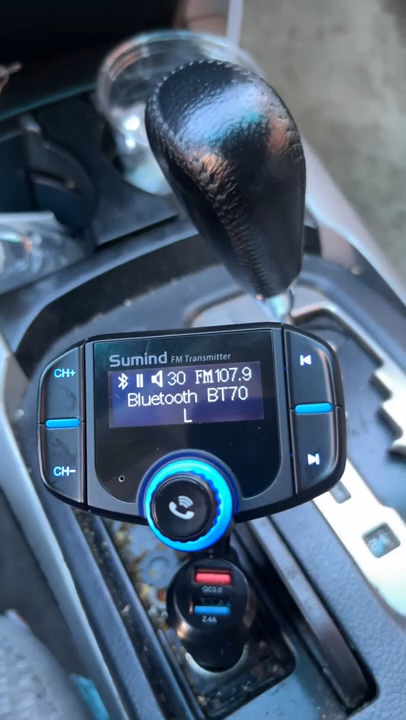 Sumind FM Transmitter
30 FM107.9
Bluetooth BT70
L
CH+
CH-
QC3.0
2.4A